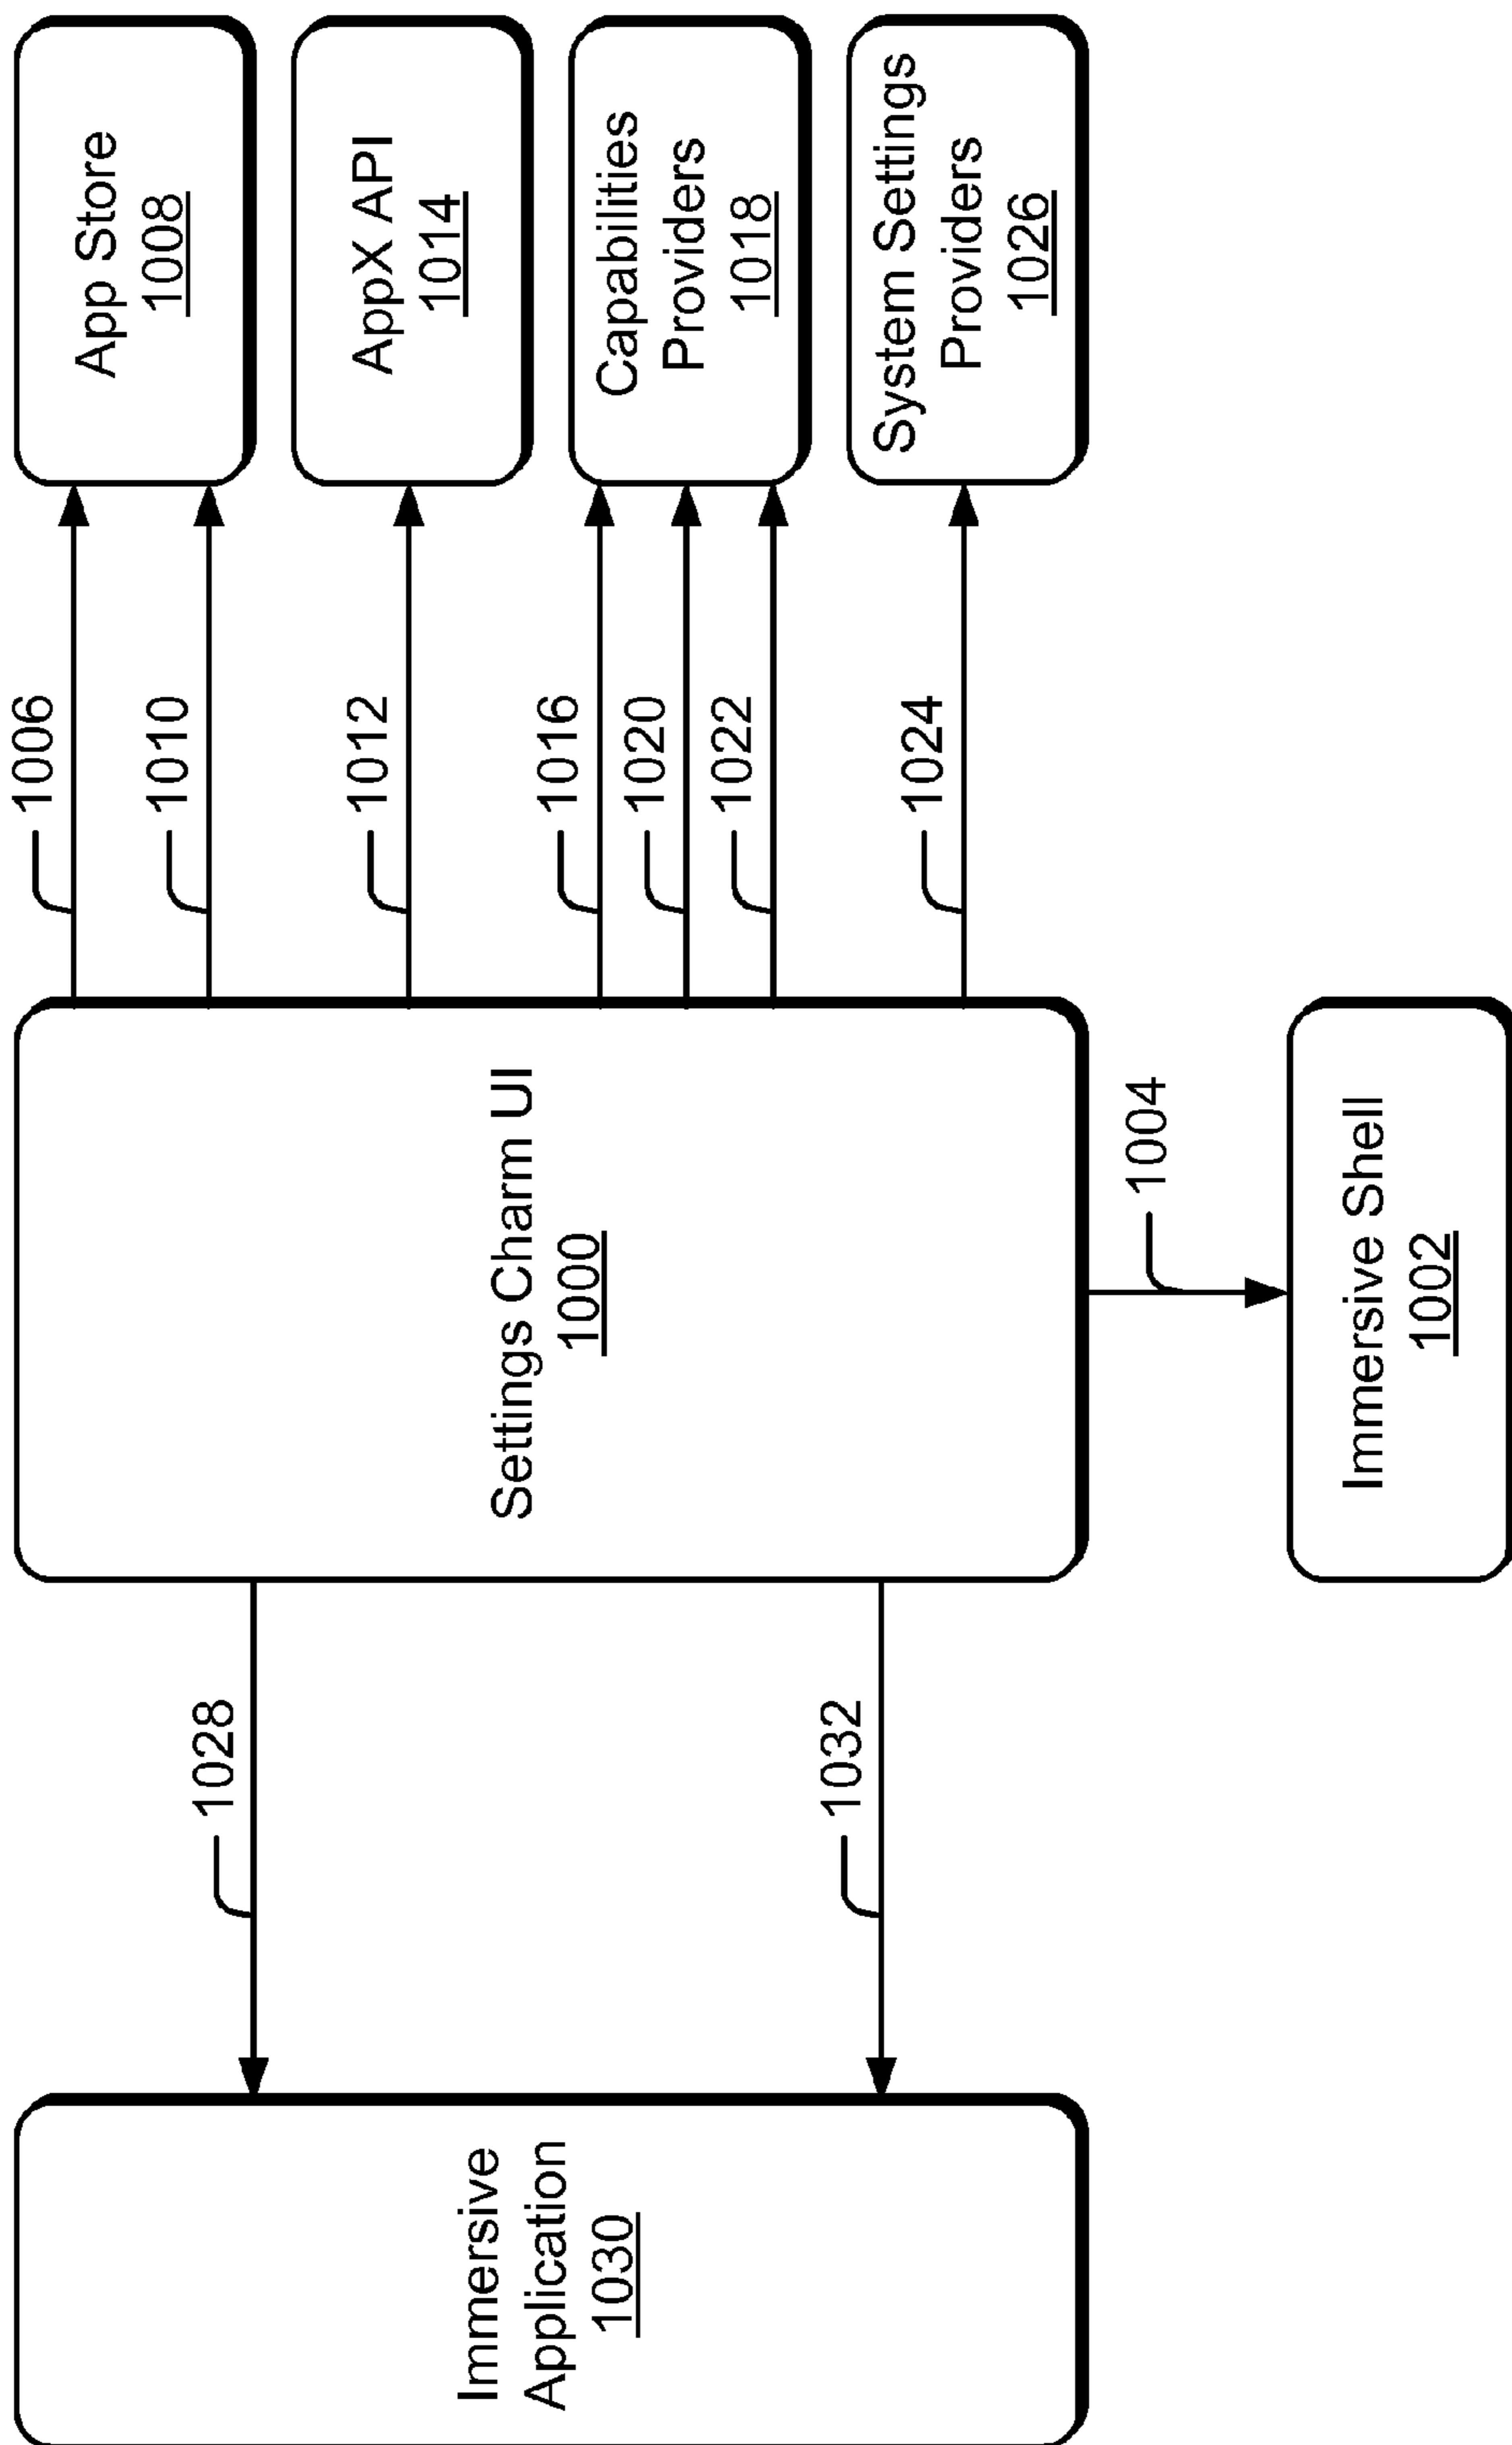 Immersive
Application
1030
1028
1032
Settings Charm UI
1000
1004
Immersive Shell
1002
1006
1010
1012
1016
1020
1022
1024
App Store
1008
AppX API
1014
Capabilities
Providers
1018
System Settings
Providers
1026